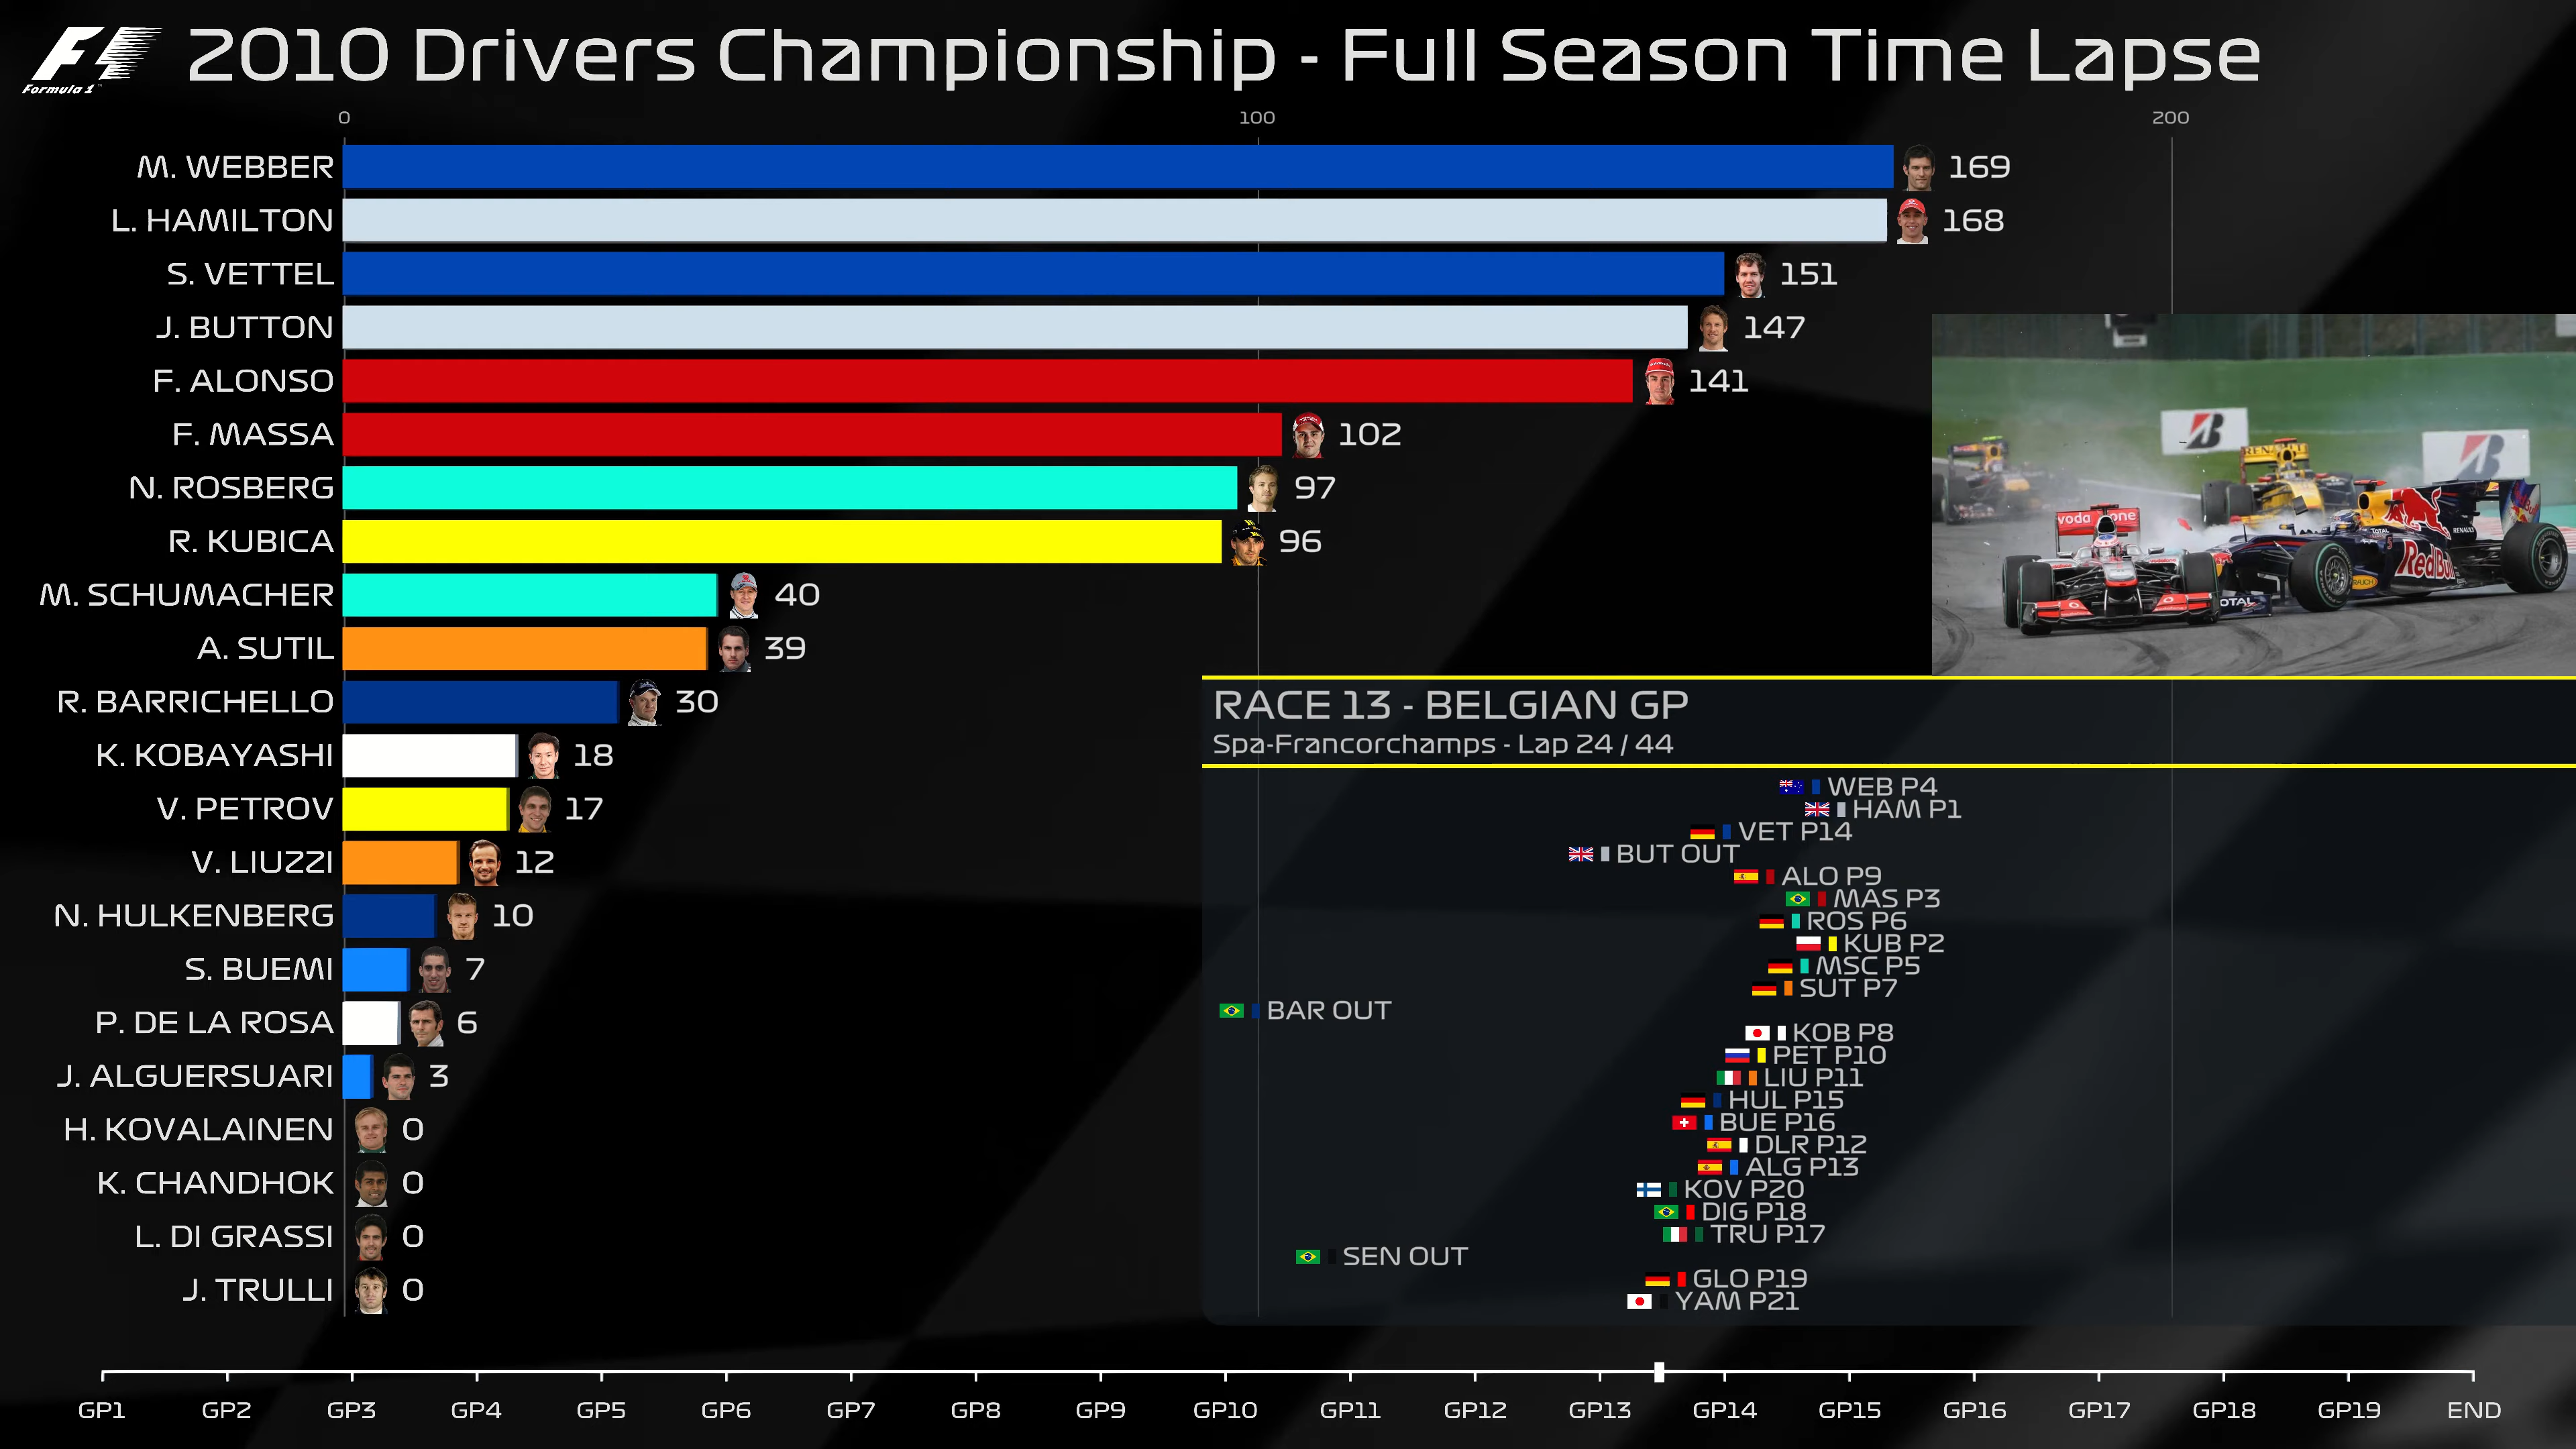 Formula 1
2010 Drivers Championship - Full Season Time Lapse
0 100 200
M. WEBBER 169
L. HAMILTON 168
S. VETTEL 151
J. BUTTON 147
F. ALONSO 141
F. MASSA 102
N. ROSBERG 97
R. KUBICA 96
M. SCHUMACHER 40
A. SUTIL 39
R. BARRICHELLO 30
K. KOBAYASHI 18
V. PETROV 17
V. LIUZZI 12
N. HULKENBERG 10
S. BUEMI 7
P. DE LA ROSA 6
J. ALGUERSUARI 3
H. KOVALAINEN 0
K. CHANDHOK 0
L. DI GRASSI 0
J. TRULLI 0
vodafone
RedBull
RAUCH
TOTAL
RENAULT
RACE 13 - BELGIAN GP
Spa-Francorchamps - Lap 24 / 44
WEB P4
HAM P1
VET P14
BUT OUT
ALO P9
MAS P3
ROS P6
KUB P2
MSC P5
SUT P7
BAR OUT
KOB P8
PET P10
LIU P11
HUL P15
BUE P16
DLR P12
ALG P13
KOV P20
DIG P18
TRU P17
SEN OUT
GLO P19
YAM P21
GP1 GP2 GP3 GP4 GP5 GP6 GP7 GP8 GP9 GP10 GP11 GP12 GP13 GP14 GP15 GP16 GP17 GP18 GP19 END